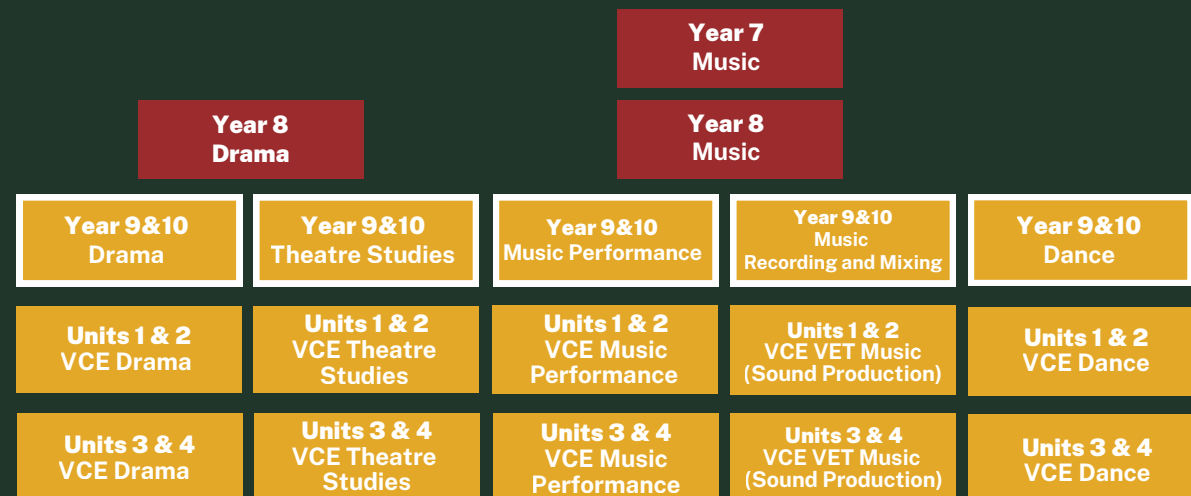 Year 7
Music
Year 8
Drama
Year 8
Music
Year 9&10
Drama
Year 9&10
Theatre Studies
Year 9&10
Music Performance
Year 9&10
Music
Recording and Mixing
Year 9&10
Dance
Units 1 & 2
VCE Drama
Units 1 & 2
VCE Theatre
Studies
Units 1 & 2
VCE Music
Performance
Units 1 & 2
VCE VET Music
(Sound Production)
Units 1 & 2
VCE Dance
Units 3 & 4
VCE Drama
Units 3 & 4
VCE Theatre
Studies
Units 3 & 4
VCE Music
Performance
Units 3 & 4
VCE VET Music
(Sound Production)
Units 3 & 4
VCE Dance